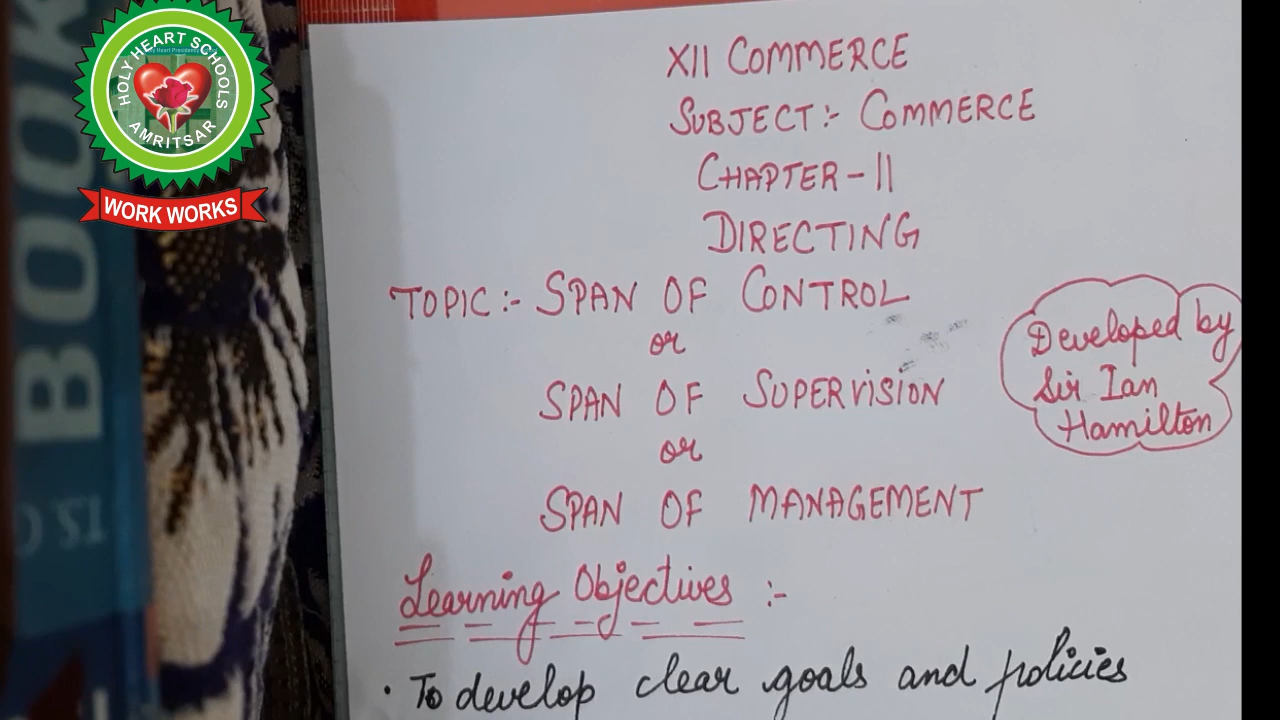 HOLY HEART SCHOOLS
AMRITSAR
WORK WORKS
BOOK
XII COMMERCE
SUBJECT:- COMMERCE
CHAPTER-11
DIRECTING
TOPIC:- SPAN OF CONTROL
or
SPAN OF SUPERVISION
or
SPAN OF MANAGEMENT
Developed by
Sir Ian
Hamilton
Learning Objectives :-
• To develop clear goals and policies